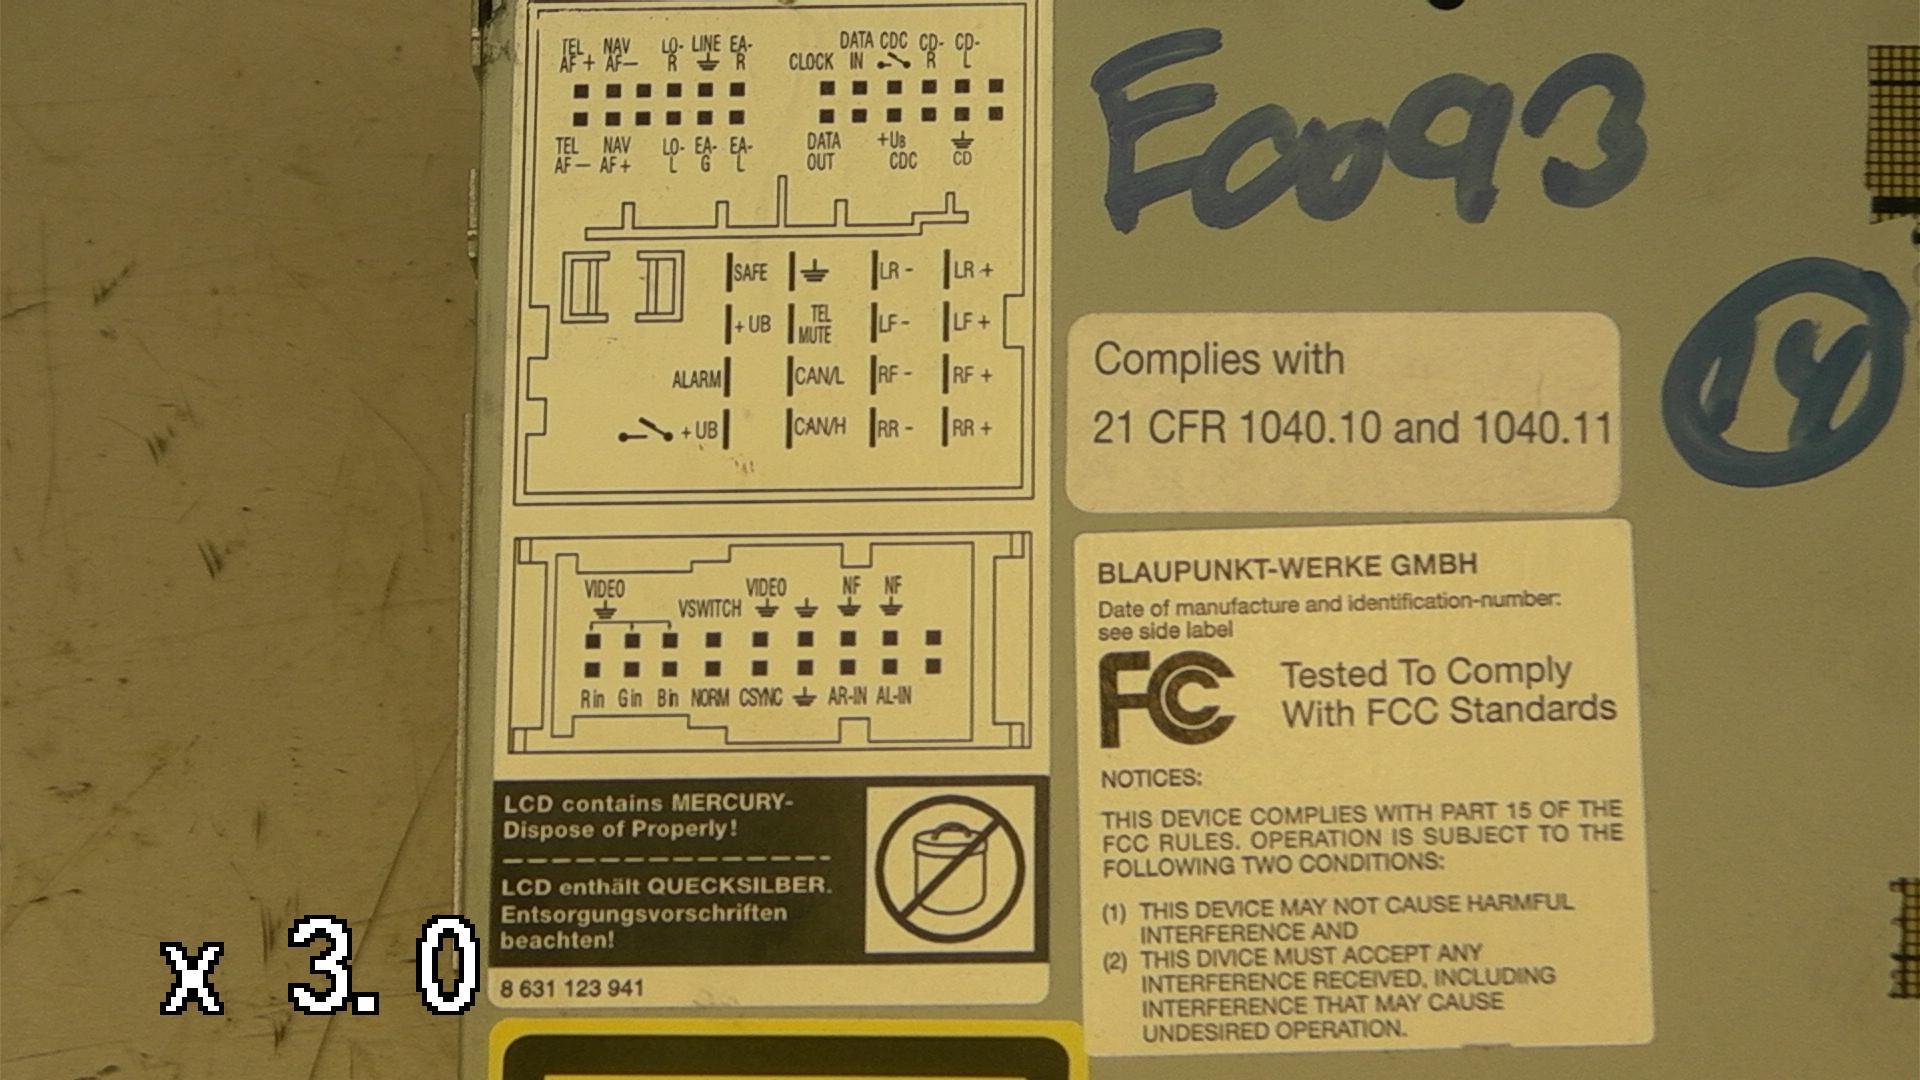 TEL NAV LO- LINE EA-
AF+ AF— R R
DATA CDC CD- CD-
CLOCK IN R L
TEL NAV LO- EA- EA-
AF— AF+ L G L
DATA +UB
OUT CDC CD
SAFE LR - LR +
+ UB TEL MUTE LF - LF +
ALARM CAN/L RF - RF +
+ UB CAN/H RR - RR +
VIDEO VIDEO NF NF
VSWITCH
R in G in B in NORM CSYNC AR-IN AL-IN
LCD contains MERCURY-
Dispose of Properly!
LCD enthält QUECKSILBER.
Entsorgungsvorschriften
beachten!
8 631 123 941
x 3.0
14
Complies with
21 CFR 1040.10 and 1040.11
BLAUPUNKT-WERKE GMBH
Date of manufacture and identification-number:
see side label
FC
Tested To Comply
With FCC Standards
NOTICES:
THIS DEVICE COMPLIES WITH PART 15 OF THE
FCC RULES. OPERATION IS SUBJECT TO THE
FOLLOWING TWO CONDITIONS:
(1) THIS DEVICE MAY NOT CAUSE HARMFUL
INTERFERENCE AND
(2) THIS DIVICE MUST ACCEPT ANY
INTERFERENCE RECEIVED, INCLUDING
INTERFERENCE THAT MAY CAUSE
UNDESIRED OPERATION.